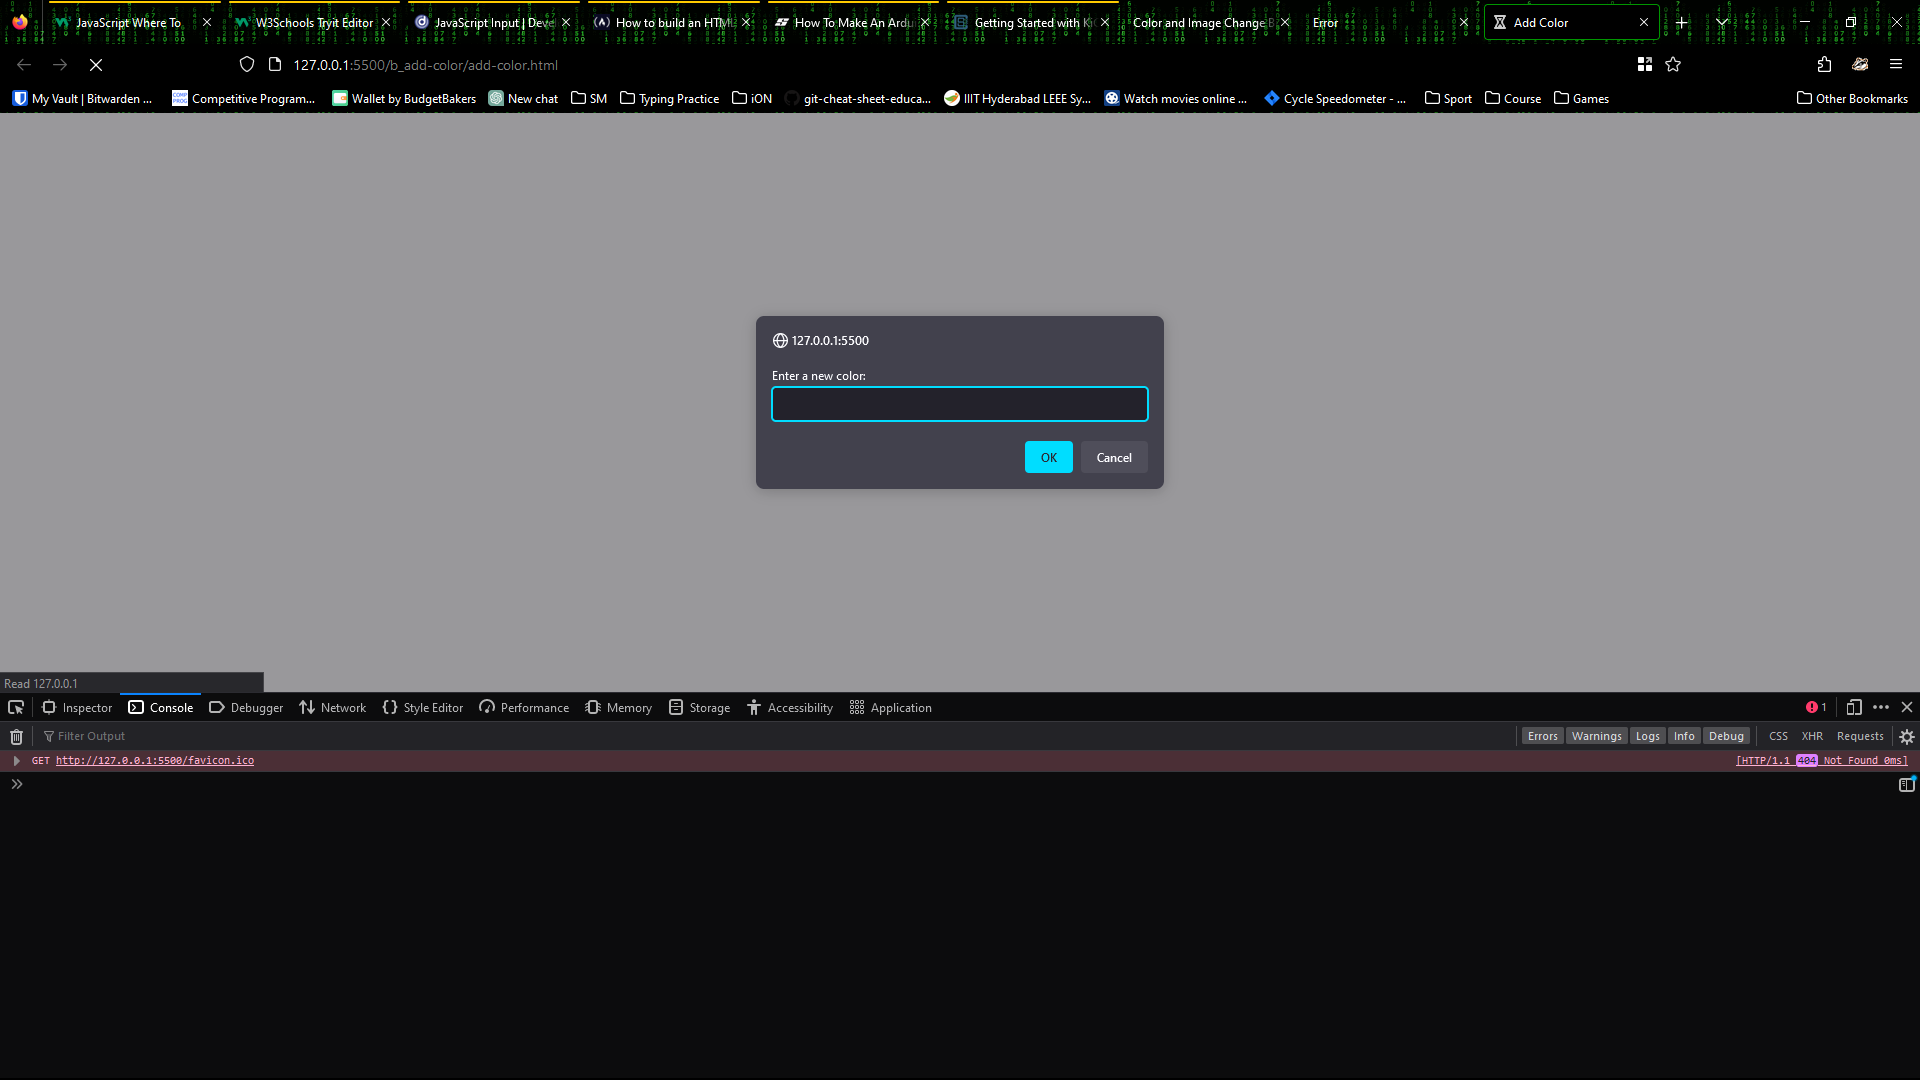 JavaScript Where To
W3Schools Tryit Editor
JavaScript Input | Deve
How to build an HTM
How To Make An Ardu
Getting Started with K
Color and Image Change B
Error
Add Color
127.0.0.1:5500/b_add-color/add-color.html
My Vault | Bitwarden ...
Competitive Program...
Wallet by BudgetBakers
New chat
SM
Typing Practice
iON
git-cheat-sheet-educa...
IIIT Hyderabad LEEE Sy...
Watch movies online ...
Cycle Speedometer - ...
Sport
Course
Games
Other Bookmarks
127.0.0.1:5500
Enter a new color:
OK
Cancel
Read 127.0.0.1
Inspector
Console
Debugger
Network
Style Editor
Performance
Memory
Storage
Accessibility
Application
1
Filter Output
Errors
Warnings
Logs
Info
Debug
CSS
XHR
Requests
GET http://127.0.0.1:5500/favicon.ico
[HTTP/1.1 404 Not Found 0ms]